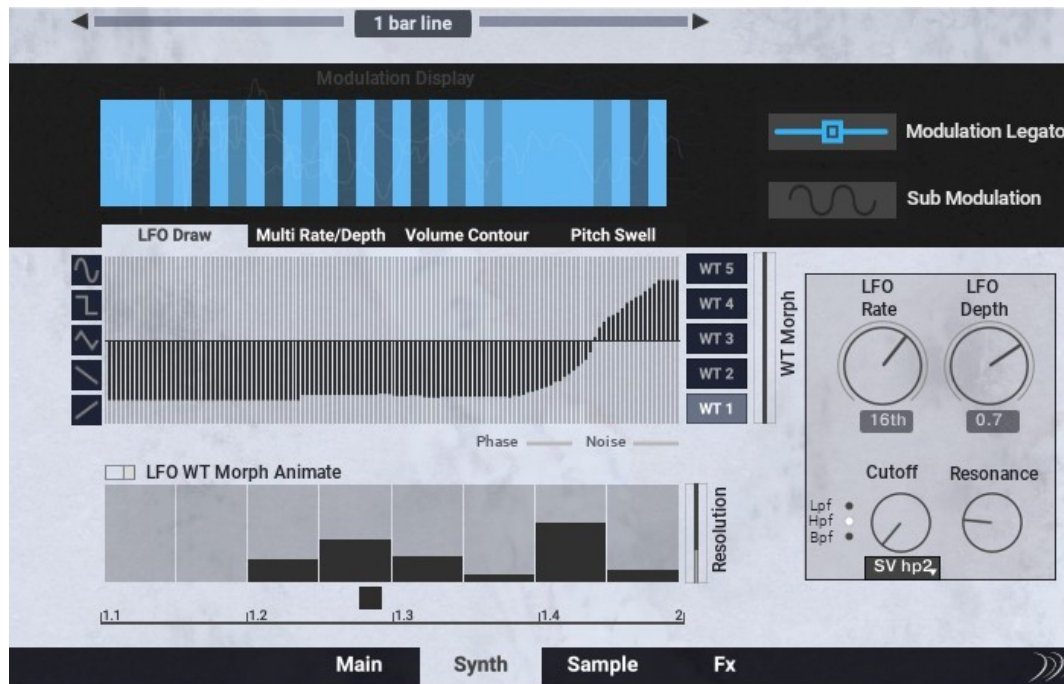 1 bar line
Modulation Display
Modulation Legato
Sub Modulation
LFO Draw Multi Rate/Depth Volume Contour Pitch Swell
WT 5
WT 4
WT 3
WT 2
WT 1
WT Morph
LFO Rate
LFO Depth
16th 0.7
Phase Noise
LFO WT Morph Animate
Resolution
Cutoff Resonance
Lpf
Hpf
Bpf
SV hp2
1.1 1.2 1.3 1.4 2
Main Synth Sample Fx